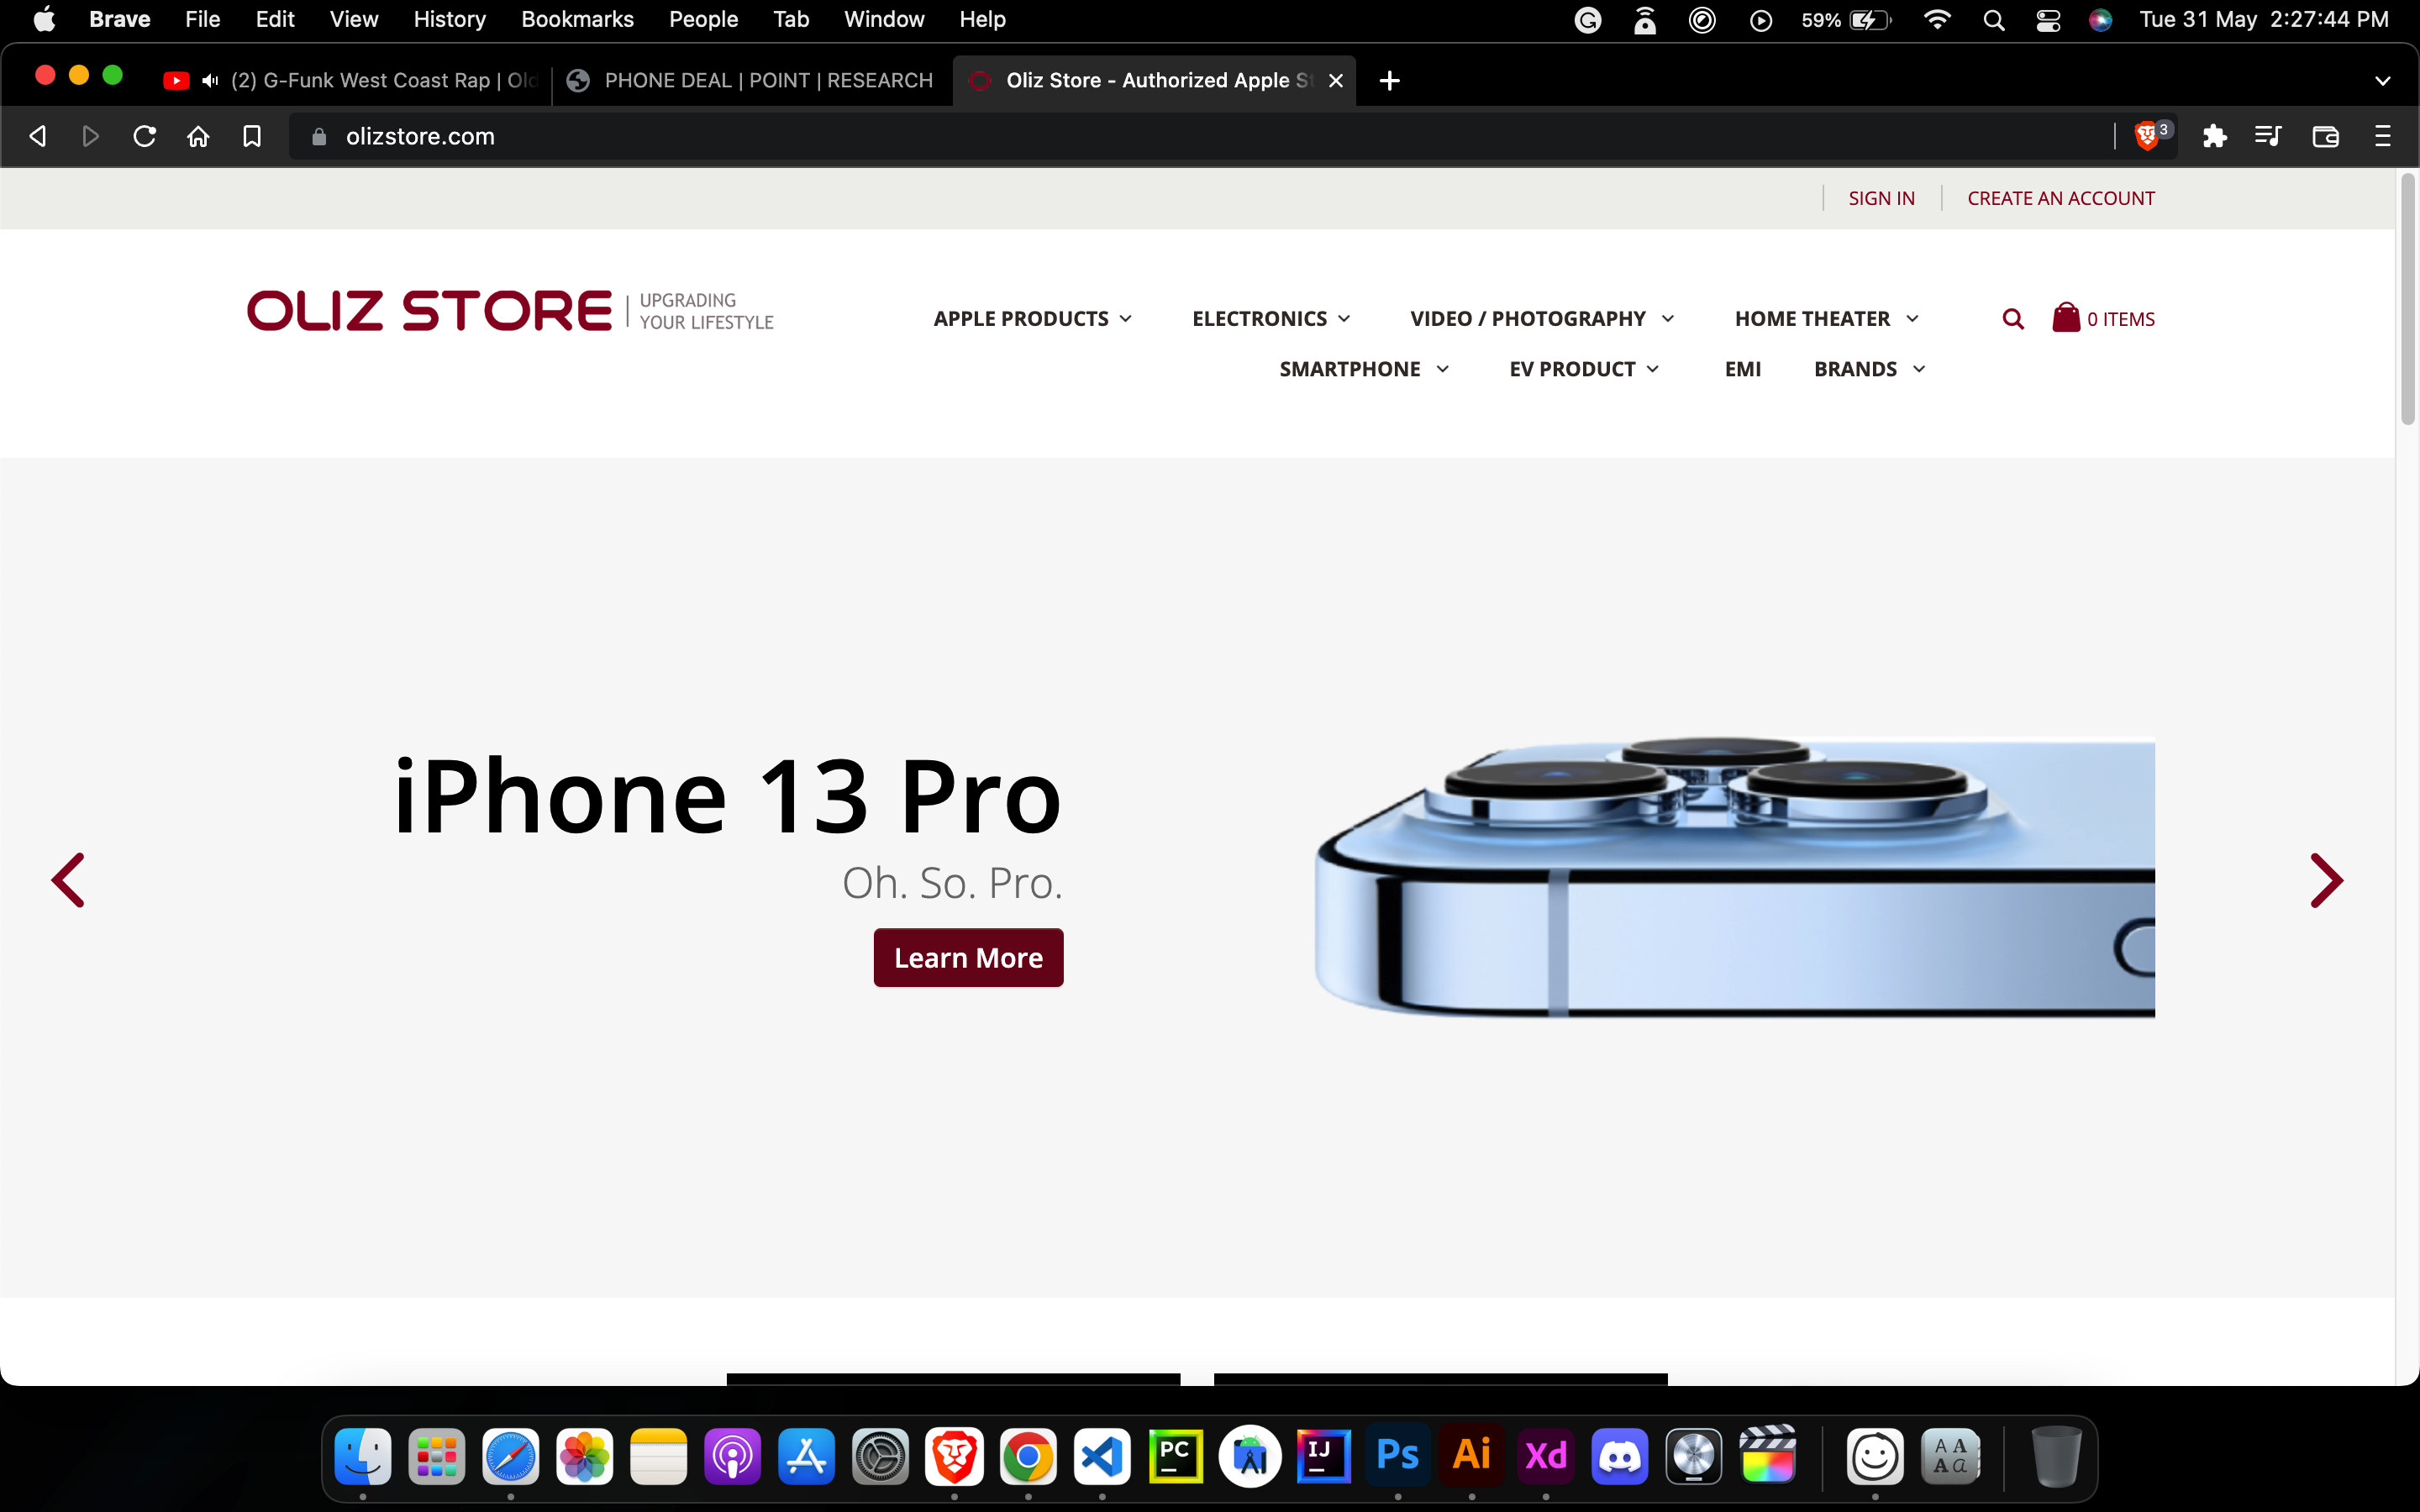 Brave File Edit View History Bookmarks People Tab Window Help 59% Tue 31 May 2:27:44 PM
(2) G-Funk West Coast Rap | Old
PHONE DEAL | POINT | RESEARCH
Oliz Store - Authorized Apple St
olizstore.com
3
SIGN IN
CREATE AN ACCOUNT
OLIZ STORE
UPGRADING
YOUR LIFESTYLE
APPLE PRODUCTS ELECTRONICS VIDEO / PHOTOGRAPHY HOME THEATER
0 ITEMS
SMARTPHONE EV PRODUCT EMI BRANDS
iPhone 13 Pro
Oh. So. Pro.
Learn More
PC
IJ
Ps
Ai
Xd
A A
A a